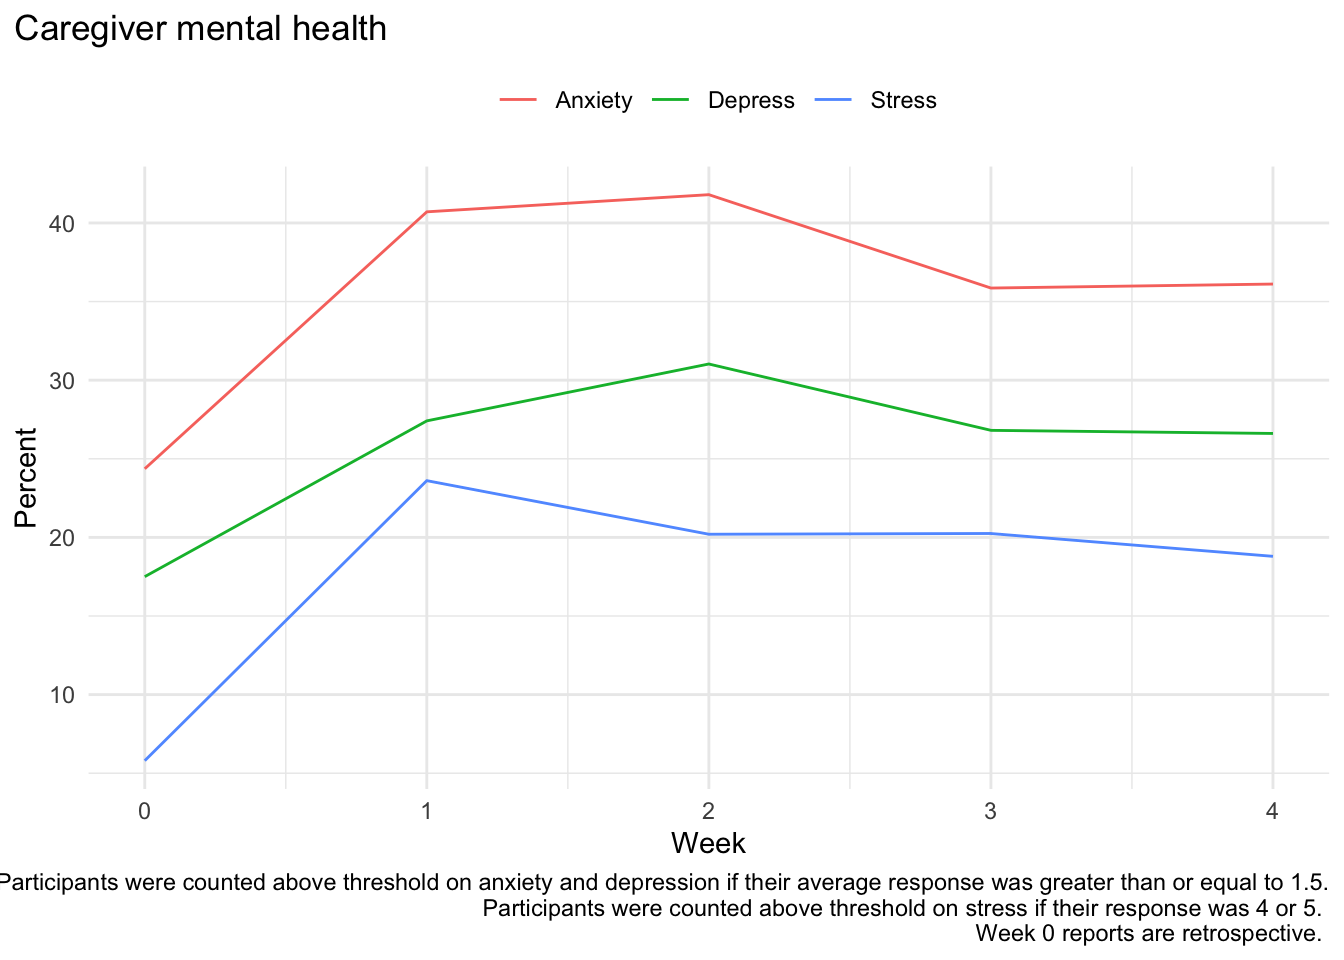 Caregiver mental health
Anxiety Depress Stress
40
30
20
10
Percent
0 1 2 3 4
Week
Participants were counted above threshold on anxiety and depression if their average response was greater than or equal to 1.5.
Participants were counted above threshold on stress if their response was 4 or 5.
Week 0 reports are retrospective.